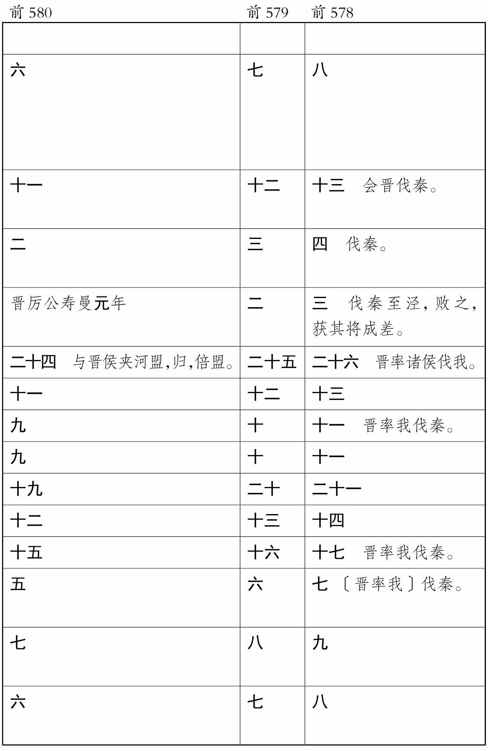 前 580 前 579 前 578
六 七 八
十一 十二 十三 会晋伐秦。
二 三 四 伐秦。
晋厉公寿曼元年 二 三 伐秦至泾，败之，
获其将成差。
二十四 与晋侯夹河盟，归，倍盟。 二十五 二十六 晋率诸侯伐我。
十一 十二 十三
九 十 十一 晋率我伐秦。
九 十 十一
十九 二十 二十一
十二 十三 十四
十五 十六 十七 晋率我伐秦。
五 六 七 〔晋率我〕伐秦。
七 八 九
六 七 八